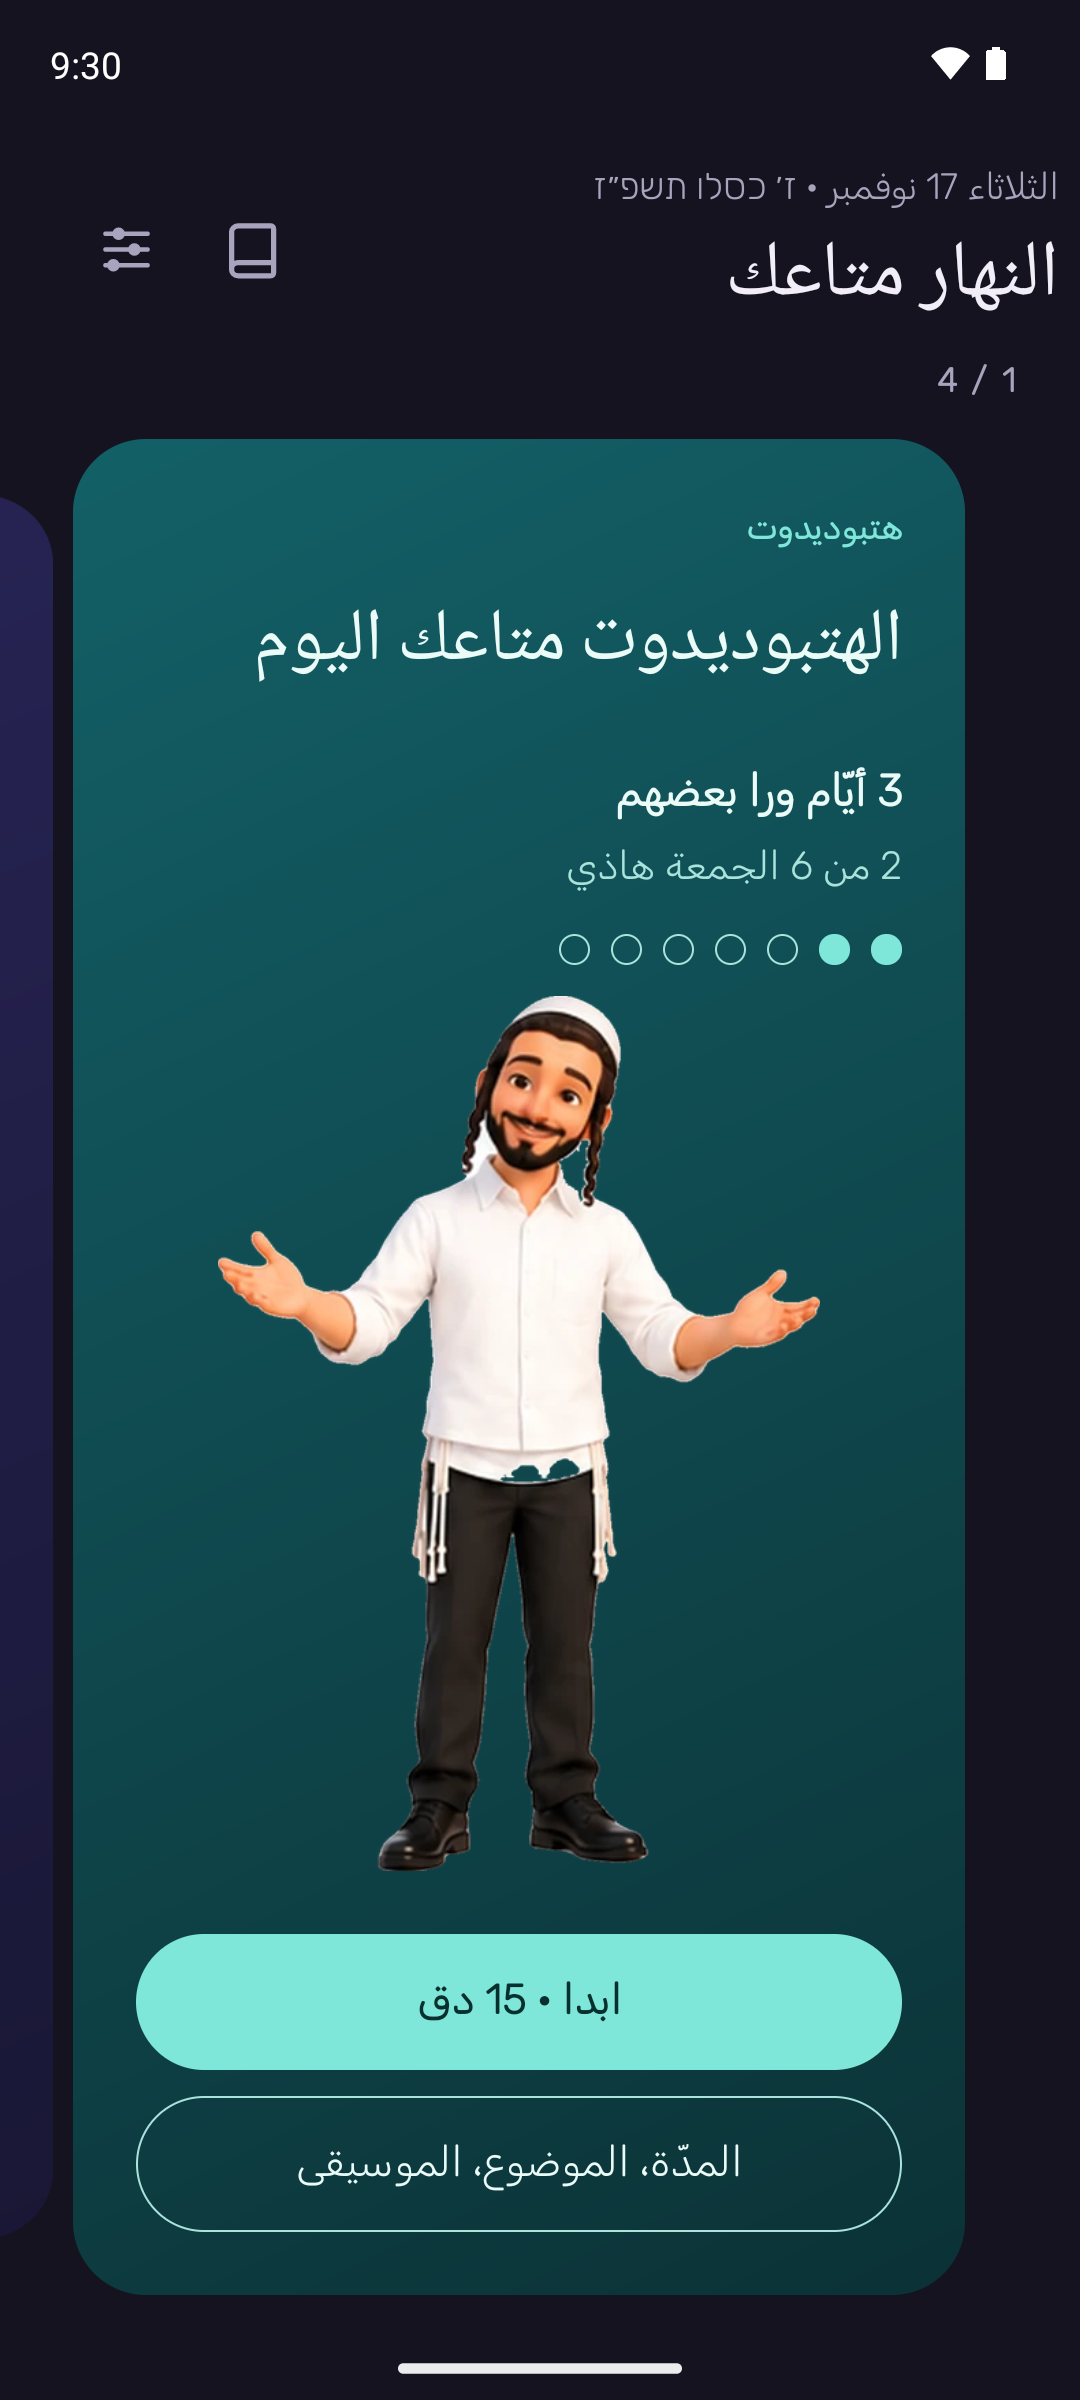 9:30
الثلاثاء 17 نوفمبر • ז׳ כסלו תשפ״ז
النهار متاعك
1 / 4
هتبوديدوت
الهتبوديدوت متاعك اليوم
3 أيّام ورا بعضهم
2 من 6 الجمعة هاذي
ابدا • 15 دق
المدّة، الموضوع، الموسيقى